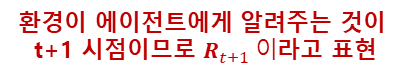 환경이 에이전트에게 알려주는 것이
t+1 시점이므로 R_{t+1} 이라고 표현